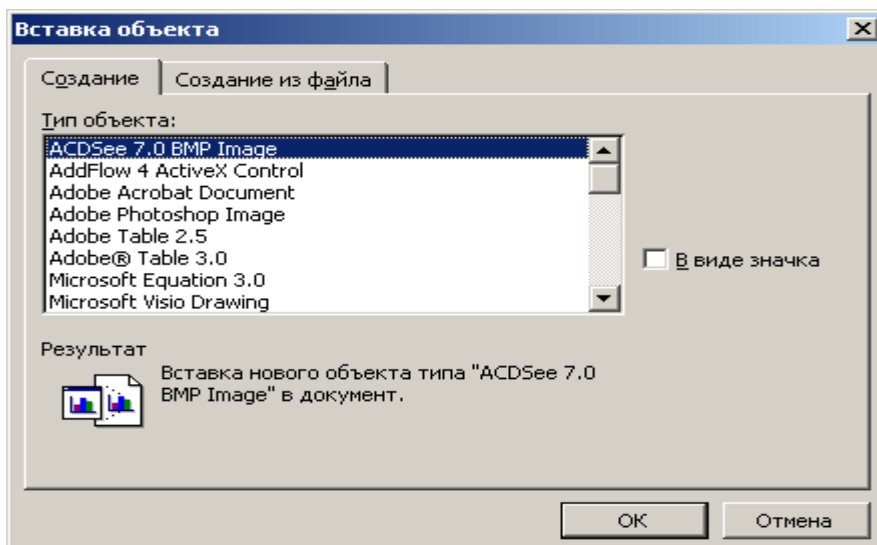 Вставка объекта
Создание
Создание из файла
Тип объекта:
ACDSee 7.0 BMP Image
AddFlow 4 ActiveX Control
Adobe Acrobat Document
Adobe Photoshop Image
Adobe Table 2.5
Adobe® Table 3.0
Microsoft Equation 3.0
Microsoft Visio Drawing
В виде значка
Результат
Вставка нового объекта типа "ACDSee 7.0
BMP Image" в документ.
ОК
Отмена